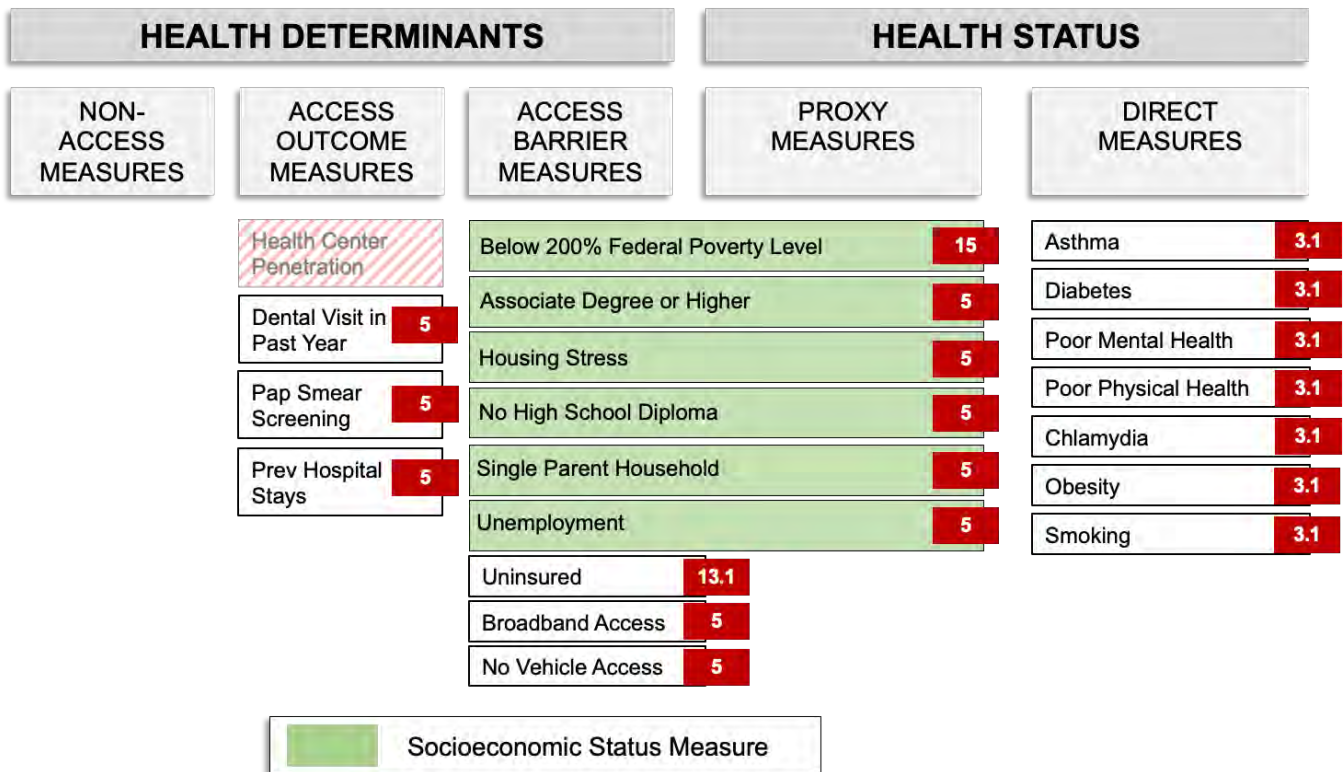 HEALTH DETERMINANTS
HEALTH STATUS
NON-
ACCESS
MEASURES
ACCESS
OUTCOME
MEASURES
ACCESS
BARRIER
MEASURES
PROXY
MEASURES
DIRECT
MEASURES
Health Center
Penetration
Dental Visit in
Past Year
5
Pap Smear
Screening
5
Prev Hospital
Stays
5
Below 200% Federal Poverty Level 15
Associate Degree or Higher 5
Housing Stress 5
No High School Diploma 5
Single Parent Household 5
Unemployment 5
Uninsured 13.1
Broadband Access 5
No Vehicle Access 5
Asthma 3.1
Diabetes 3.1
Poor Mental Health 3.1
Poor Physical Health 3.1
Chlamydia 3.1
Obesity 3.1
Smoking 3.1
Socioeconomic Status Measure